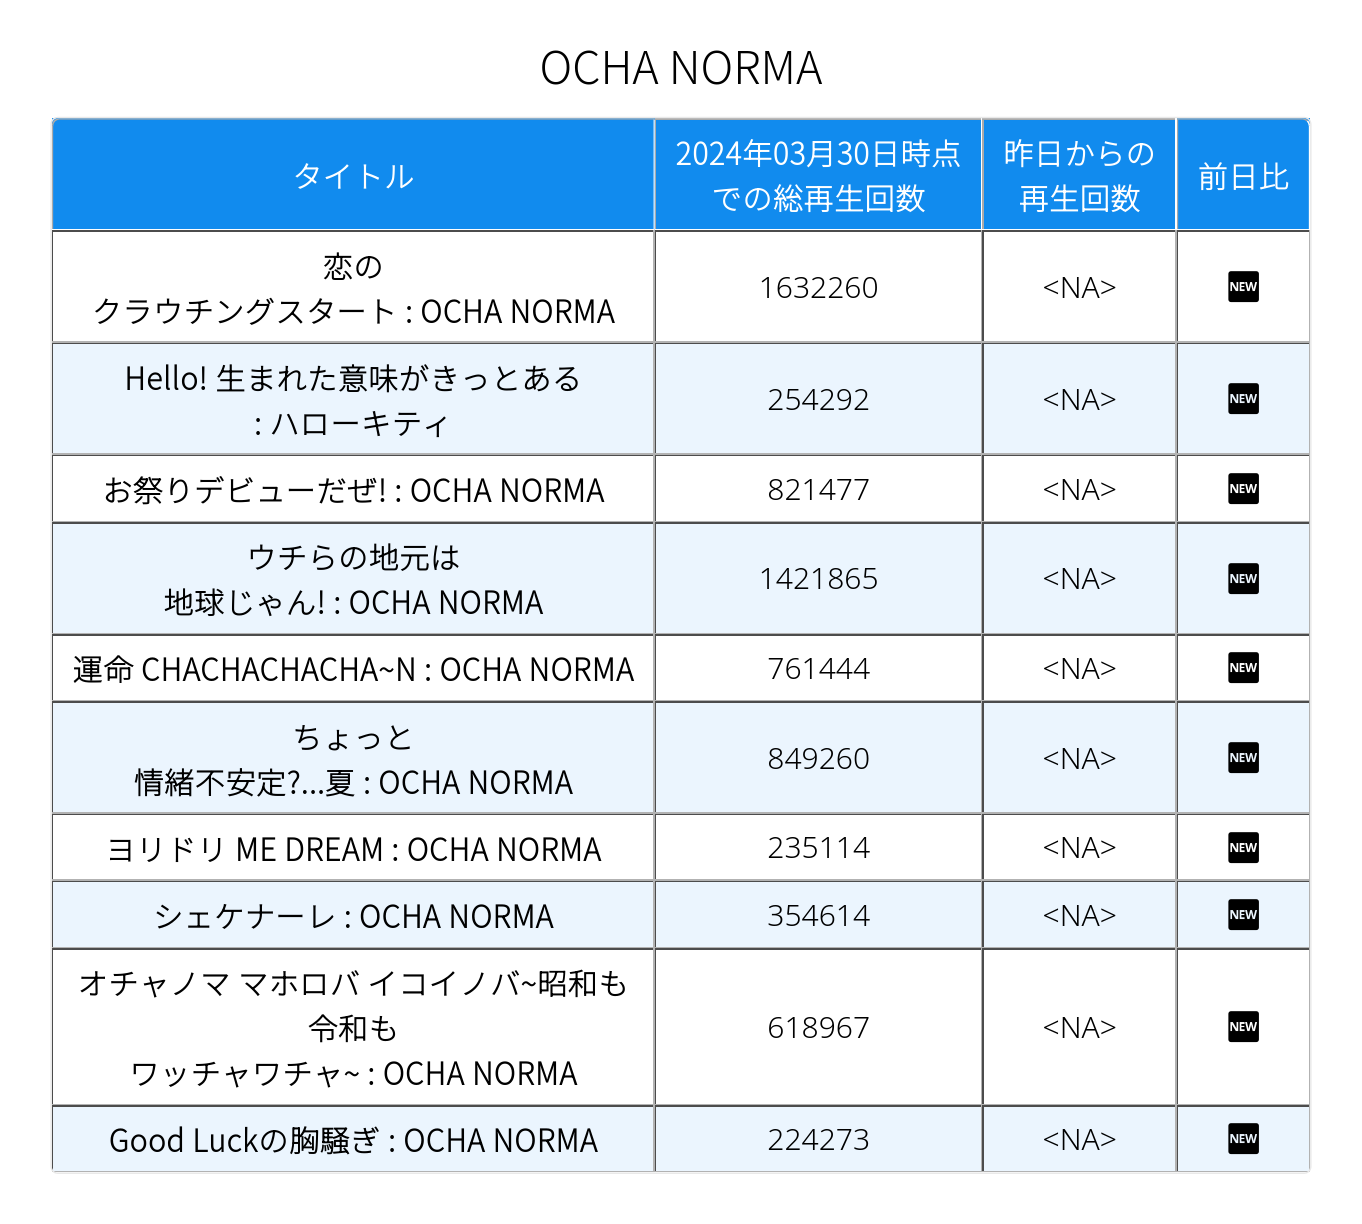 OCHA NORMA
タイトル
2024年03月30日時点
での総再生回数
昨日からの
再生回数
前日比
恋の
クラウチングスタート : OCHA NORMA
1632260
<NA>
NEW
Hello! 生まれた意味がきっとある
: ハローキティ
254292
<NA>
NEW
お祭りデビューだぜ! : OCHA NORMA
821477
<NA>
NEW
ウチらの地元は
地球じゃん! : OCHA NORMA
1421865
<NA>
NEW
運命 CHACHACHACHA~N : OCHA NORMA
761444
<NA>
NEW
ちょっと
情緒不安定?...夏 : OCHA NORMA
849260
<NA>
NEW
ヨリドリ ME DREAM : OCHA NORMA
235114
<NA>
NEW
シェケナーレ : OCHA NORMA
354614
<NA>
NEW
オチャノマ マホロバ イコイノバ~昭和も
令和も
ワッチャワチャ~ : OCHA NORMA
618967
<NA>
NEW
Good Luckの胸騒ぎ : OCHA NORMA
224273
<NA>
NEW